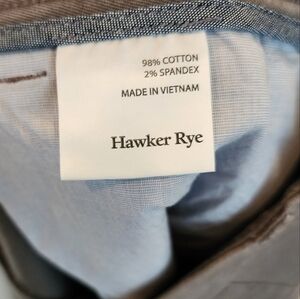 98% COTTON
2% SPANDEX
MADE IN VIETNAM
Hawker Rye